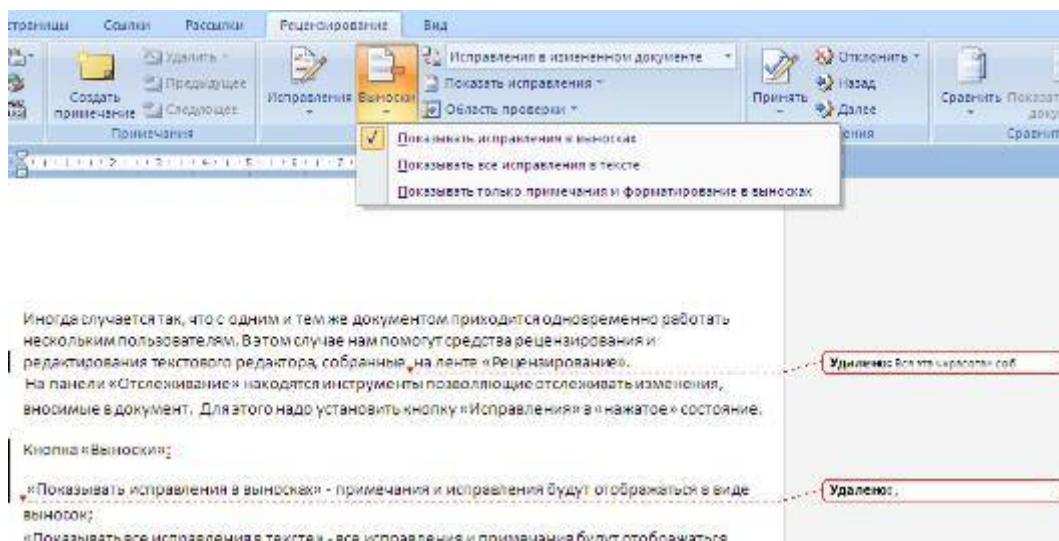 страницы Ссылки Рассылки Рецензирование Вид
Создать примечание
Удалить
Предыдущее
Следующее
Примечания
Исправления
Выноски
Исправления в измененном документе
Показать исправления
Область проверки
Принять
Отклонить
Назад
Далее
Сравнить
Показывать исправления в выносках
Показывать все исправления в тексте
Показывать только примечания и форматирование в выносках
Иногда случается так, что с одним и тем же документом приходится одновременно работать
нескольким пользователям. В этом случае нам помогут средства рецензирования и
редактирования текстового редактора, собранные на ленте «Рецензирование».
Удалено: Вся эта «красота» соб
На панели «Отслеживание» находятся инструменты позволяющие отслеживать изменения,
вносимые в документ. Для этого надо установить кнопку «Исправления» в «нажатое» состояние.
Кнопка «Выноски»:
«Показывать исправления в выносках» - примечания и исправления будут отображаться в виде
Удалено: ,
выносок;
«Показывать все исправления в тексте» - все исправления и примечания будут отображаться